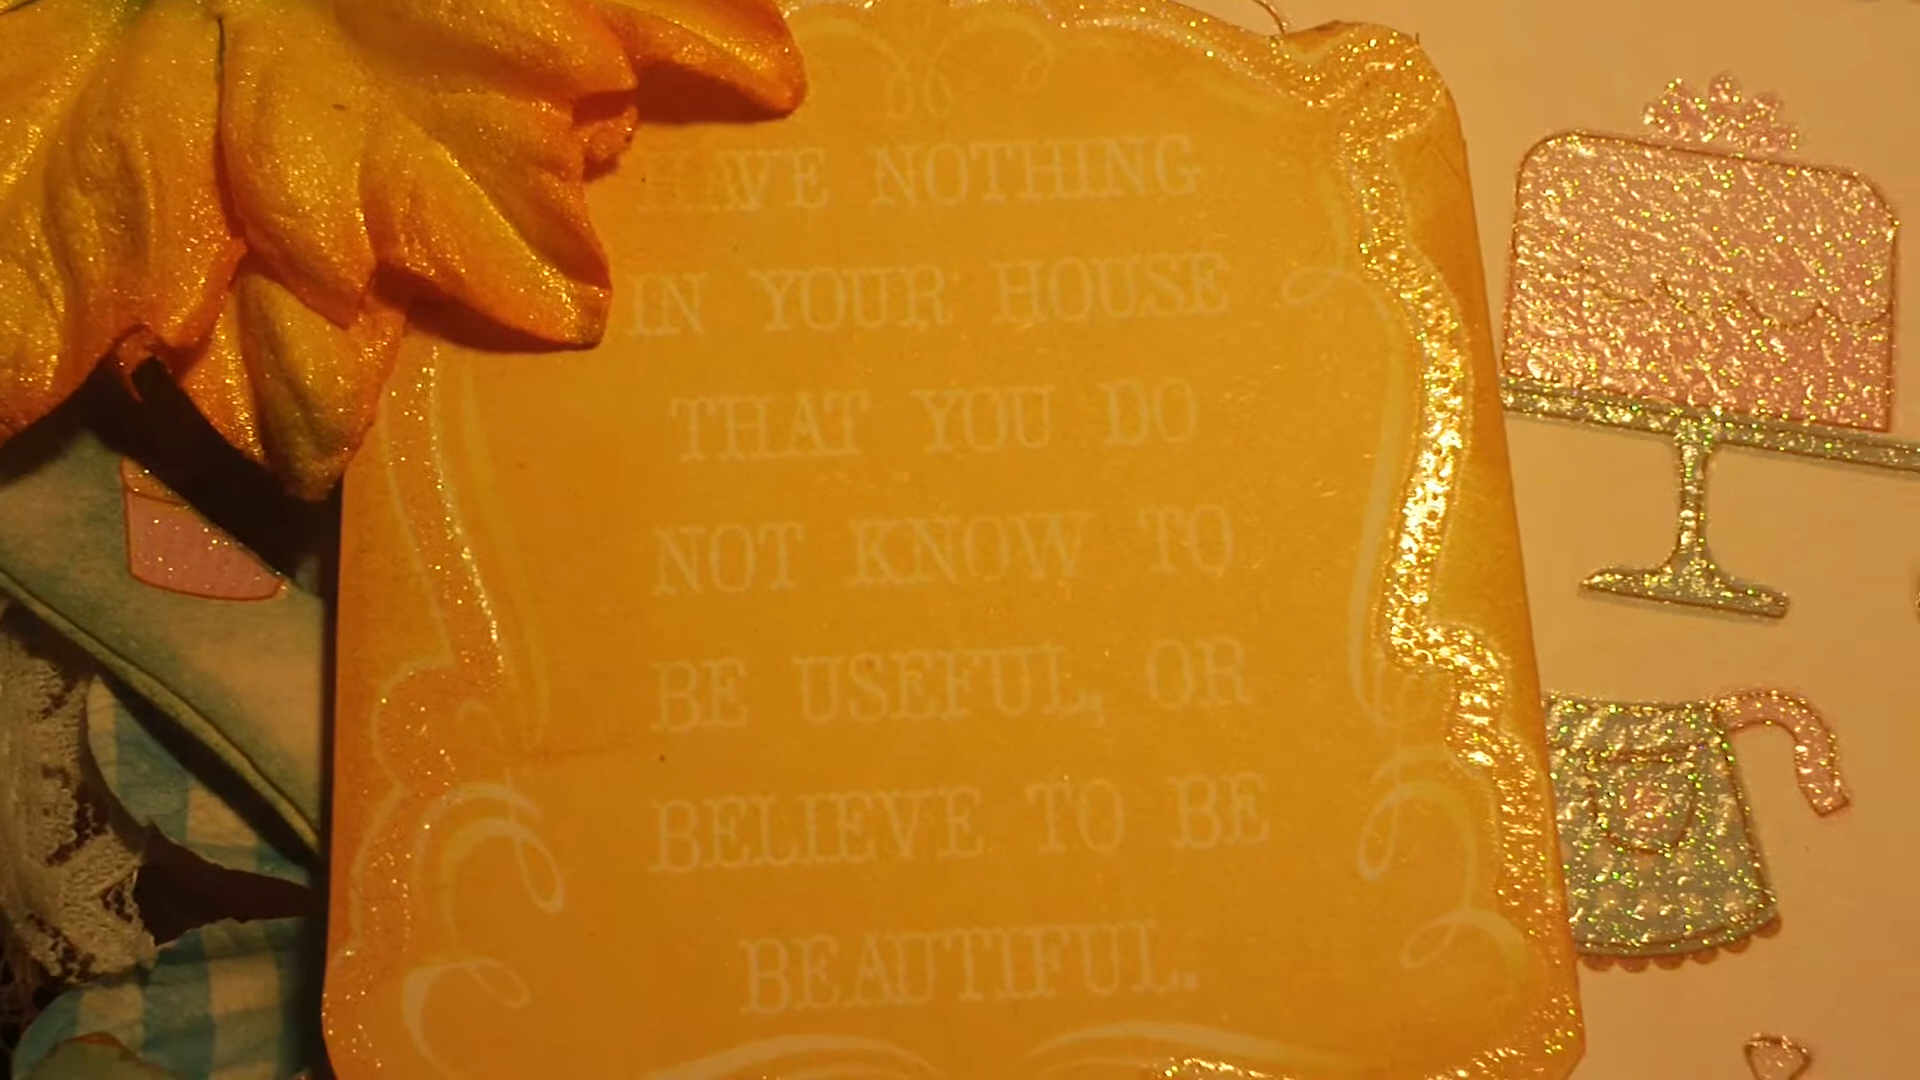 HAVE NOTHING
IN YOUR HOUSE
THAT YOU DO
NOT KNOW TO
BE USEFUL, OR
BELIEVE TO BE
BEAUTIFUL.